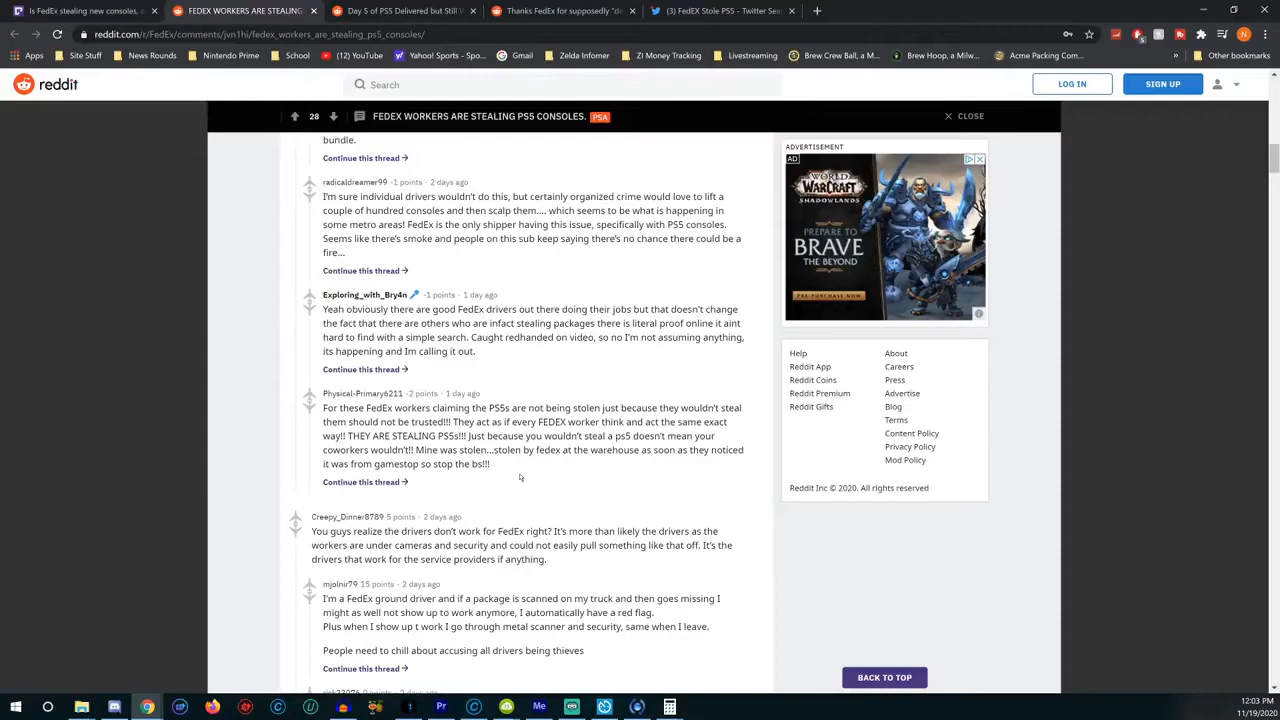 Is FedEx stealing new consoles, c
FEDEX WORKERS ARE STEALING
Day 5 of PS5 Delivered but Still V
Thanks FedEx for supposedly "de
(3) FedEX Stole PS5 - Twitter Sea
reddit.com/r/FedEx/comments/jvn1hi/fedex_workers_are_stealing_ps5_consoles/
Apps
Site
News Rounds
Nintendo Prime
School
(12) YouTube
Yahoo! Sports - Spo...
Gmail
Zelda Infomer
ZI Money Tracking
Livestreaming
Brew Crew Ball, a M...
Brew Hoop, a Milw...
Acme Packing Com...
Other bookmarks
reddit
Search
LOG IN
SIGN UP
28
FEDEX WORKERS ARE STEALING PS5 CONSOLES.
PSA
CLOSE
bundle.
Continue this thread
radicaldreamer99 -1 points · 2 days ago
I'm sure individual drivers wouldn't do this, but certainly organized crime would love to lift a
couple of hundred consoles and then scalp them.... which seems to be what is happening in
some metro areas! FedEx is the only shipper having this issue, specifically with PS5 consoles.
Seems like there's smoke and people on this sub keep saying there's no chance there could be a
fire...
Continue this thread
Exploring_with_Bry4n -1 points · 1 day ago
Yeah obviously there are good FedEx drivers out there doing their jobs but that doesn't change
the fact that there are others who are infact stealing packages there is literal proof online it aint
hard to find with a simple search. Caught redhanded on video, so no I'm not assuming anything,
its happening and Im calling it out.
Continue this thread
Physical-Primary6211 -2 points · 1 day ago
For these FedEx workers claiming the PS5s are not being stolen just because they wouldn't steal
them should not be trusted!!! They act as if every FEDEX worker think and act the same exact
way!! THEY ARE STEALING PS5s!!! Just because you wouldn't steal a ps5 doesn't mean your
coworkers wouldn't!! Mine was stolen...stolen by fedex at the warehouse as soon as they noticed
it was from gamestop so stop the bs!!!
Continue this thread
Creepy_Dinner8789 5 points · 2 days ago
You guys realize the drivers don't work for FedEx right? It's more than likely the drivers as the
workers are under cameras and security and could not easily pull something like that off. It's the
drivers that work for the service providers if anything.
mjolnir79 15 points · 2 days ago
I'm a FedEx ground driver and if a package is scanned on my truck and then goes missing I
might as well not show up to work anymore, I automatically have a red flag.
Plus when I show up t work I go through metal scanner and security, same when I leave.
People need to chill about accusing all drivers being thieves
Continue this thread
ADVERTISEMENT
AD
WORLD
WARCRAFT
SHADOWLANDS
PREPARE TO
BRAVE
THE BEYOND
PRE-PURCHASE NOW
Help
About
Reddit App
Careers
Reddit Coins
Press
Reddit Premium
Advertise
Reddit Gifts
Blog
Terms
Content Policy
Privacy Policy
Mod Policy
Reddit Inc © 2020. All rights reserved
BACK TO TOP
12:03 PM
11/19/2020